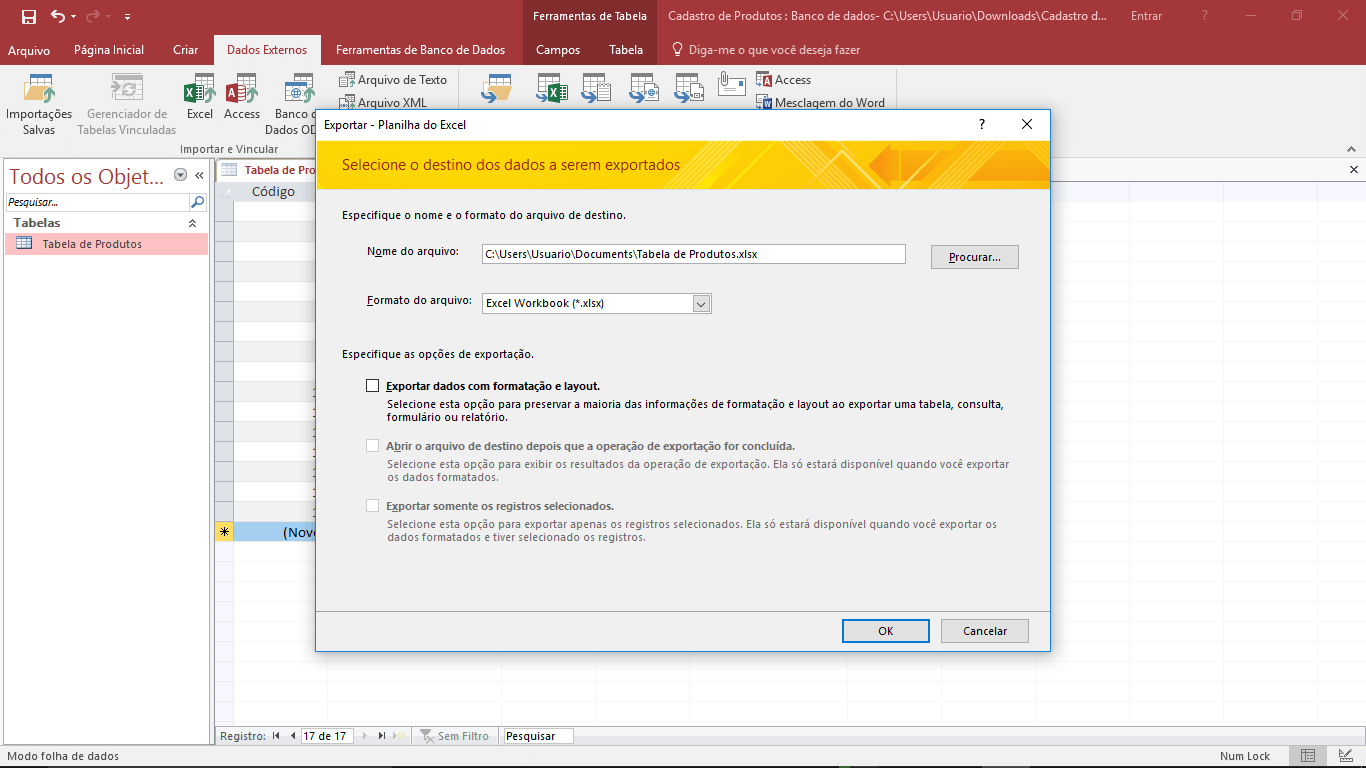 Ferramentas de Tabela
Cadastro de Produtos : Banco de dados- C:\Users\Usuario\Downloads\Cadastro d...
Entrar
?
Arquivo
Página Inicial
Criar
Dados Externos
Ferramentas de Banco de Dados
Campos
Tabela
Diga-me o que você deseja fazer
Importações
Salvas
Gerenciador de
Tabelas Vinculadas
Excel
Access
Banco d
Dados OD
Arquivo de Texto
Arquivo XML
Access
Mesclagem do Word
Importar e Vincular
Todos os Objet...
Pesquisar...
Tabelas
Tabela de Produtos
Tabela de Pro
Código
(Novo
Exportar - Planilha do Excel
?
Selecione o destino dos dados a serem exportados
Especifique o nome e o formato do arquivo de destino.
Nome do arquivo:
C:\Users\Usuario\Documents\Tabela de Produtos.xlsx
Procurar...
Formato do arquivo:
Excel Workbook (*.xlsx)
Especifique as opções de exportação.
Exportar dados com formatação e layout.
Selecione esta opção para preservar a maioria das informações de formatação e layout ao exportar uma tabela, consulta,
formulário ou relatório.
Abrir o arquivo de destino depois que a operação de exportação for concluída.
Selecione esta opção para exibir os resultados da operação de exportação. Ela só estará disponível quando você exportar
os dados formatados.
Exportar somente os registros selecionados.
Selecione esta opção para exportar apenas os registros selecionados. Ela só estará disponível quando você exportar os
dados formatados e tiver selecionado os registros.
OK
Cancelar
Registro:
17 de 17
Sem Filtro
Pesquisar
Modo folha de dados
Num Lock